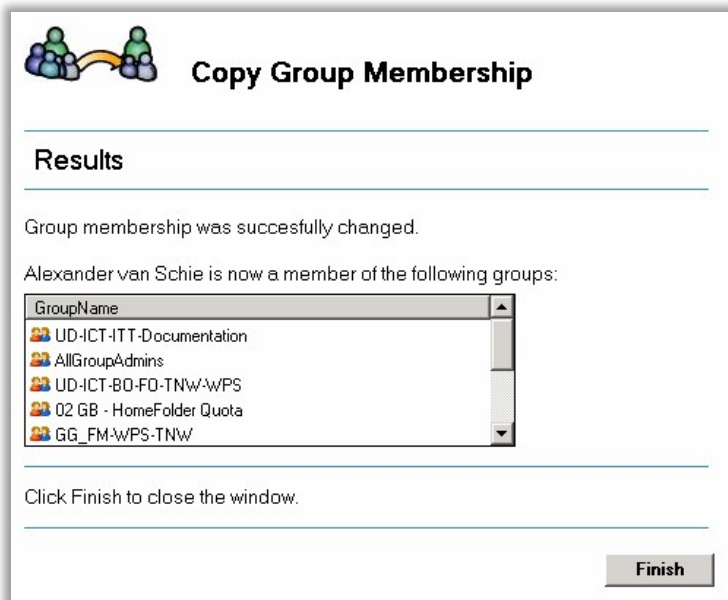 Copy Group Membership
Results
Group membership was succesfully changed.
Alexander van Schie is now a member of the following groups:
GroupName
UD-ICT-ITT-Documentation
AllGroupAdmins
UD-ICT-BO-FO-TNW-WPS
02 GB - HomeFolder Quota
GG_FM-WPS-TNW
Click Finish to close the window.
Finish